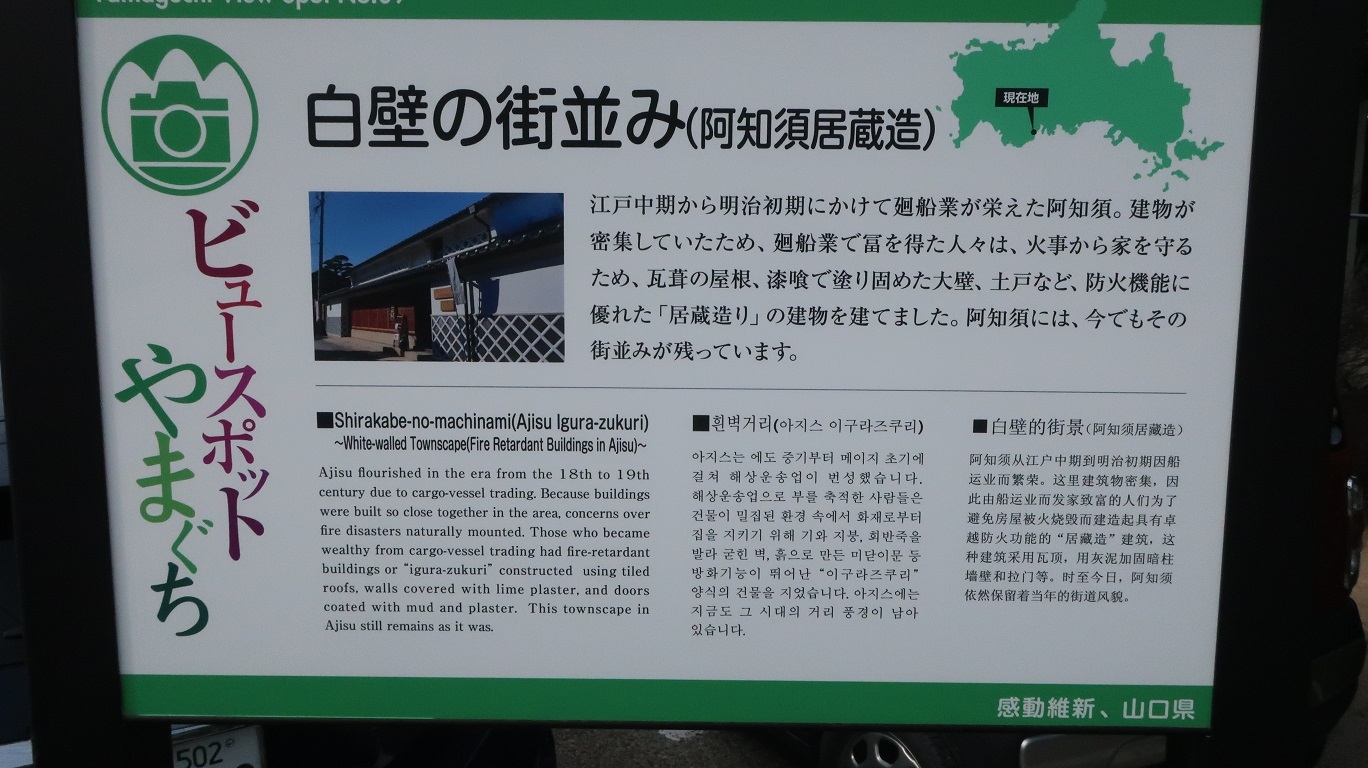 Yamaguchi View Spot No.
白壁の街並み(阿知須居蔵造)
現在地
ビュースポット
やまぐち
江戸中期から明治初期にかけて廻船業が栄えた阿知須。建物が
密集していたため、廻船業で冨を得た人々は、火事から家を守る
ため、瓦葺の屋根、漆喰で塗り固めた大壁、土戸など、防火機能に
優れた「居蔵造り」の建物を建てました。阿知須には、今でもその
街並みが残っています。
■Shirakabe-no-machinami(Ajisu Igura-zukuri)
~White-walled Townscape(Fire Retardant Buildings in Ajisu)~
Ajisu flourished in the era from the 18th to 19th
century due to cargo-vessel trading. Because buildings
were built so close together in the area, concerns over
fire disasters naturally mounted. Those who became
wealthy from cargo-vessel trading had fire-retardant
buildings or "igura-zukuri" constructed using tiled
roofs, walls covered with lime plaster, and doors
coated with mud and plaster. This townscape in
Ajisu still remains as it was.
■흰벽거리(아지스 이구라즈쿠리)
아지스는 에도 중기부터 메이지 초기에
걸쳐 해상운송업이 번성했습니다.
해상운송업으로 부를 축적한 사람들은
건물이 밀집된 환경 속에서 화재로부터
집을 지키기 위해 기와 지붕, 회반죽을
발라 굳힌 벽, 흙으로 만든 미닫이문 등
방화기능이 뛰어난 "이구라즈쿠리"
양식의 건물을 지었습니다. 아지스에는
지금도 그 시대의 거리 풍경이 남아
있습니다.
■白壁的街景(阿知须居藏造)
阿知须从江户中期到明治初期因船
运业而繁荣。这里建筑物密集，因
此由船运业而发家致富的人们为了
避免房屋被火烧毁而建造起具有卓
越防火功能的“居藏造”建筑，这
种建筑采用瓦顶，用灰泥加固暗柱
墙壁和拉门等。时至今日，阿知须
依然保留着当年的街道风貌。
感動維新、山口県
502